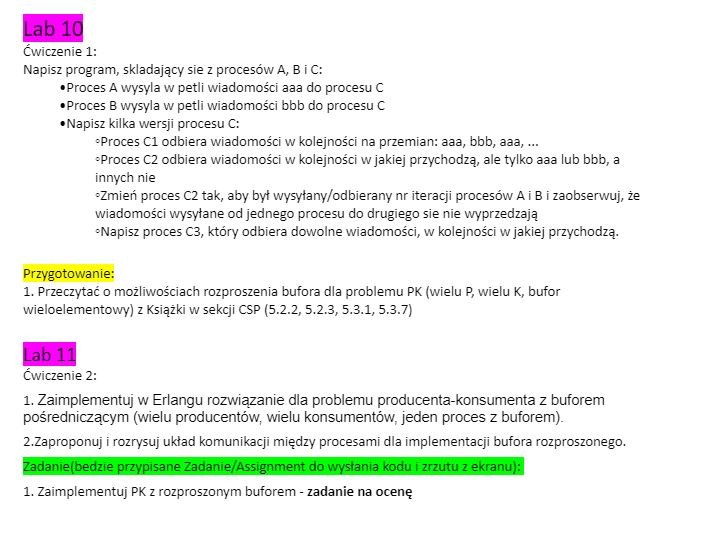 Lab 10
Ćwiczenie 1:
Napisz program, skladający sie z procesów A, B i C:
•Proces A wysyla w petli wiadomości aaa do procesu C
•Proces B wysyla w petli wiadomości bbb do procesu C
•Napisz kilka wersji procesu C:
◦Proces C1 odbiera wiadomości w kolejności na przemian: aaa, bbb, aaa, ...
◦Proces C2 odbiera wiadomości w kolejności w jakiej przychodzą, ale tylko aaa lub bbb, a
innych nie
◦Zmień proces C2 tak, aby był wysyłany/odbierany nr iteracji procesów A i B i zaobserwuj, że
wiadomości wysyłane od jednego procesu do drugiego sie nie wyprzedzają
◦Napisz proces C3, który odbiera dowolne wiadomości, w kolejności w jakiej przychodzą.
Przygotowanie:
1. Przeczytać o możliwościach rozproszenia bufora dla problemu PK (wielu P, wielu K, bufor
wieloelementowy) z Książki w sekcji CSP (5.2.2, 5.2.3, 5.3.1, 5.3.7)
Lab 11
Ćwiczenie 2:
1. Zaimplementuj w Erlangu rozwiązanie dla problemu producenta-konsumenta z buforem
pośredniczącym (wielu producentów, wielu konsumentów, jeden proces z buforem).
2.Zaproponuj i rozrysuj układ komunikacji między procesami dla implementacji bufora rozproszonego.
Zadanie(bedzie przypisane Zadanie/Assignment do wysłania kodu i zrzutu z ekranu):
1. Zaimplementuj PK z rozproszonym buforem - zadanie na ocenę